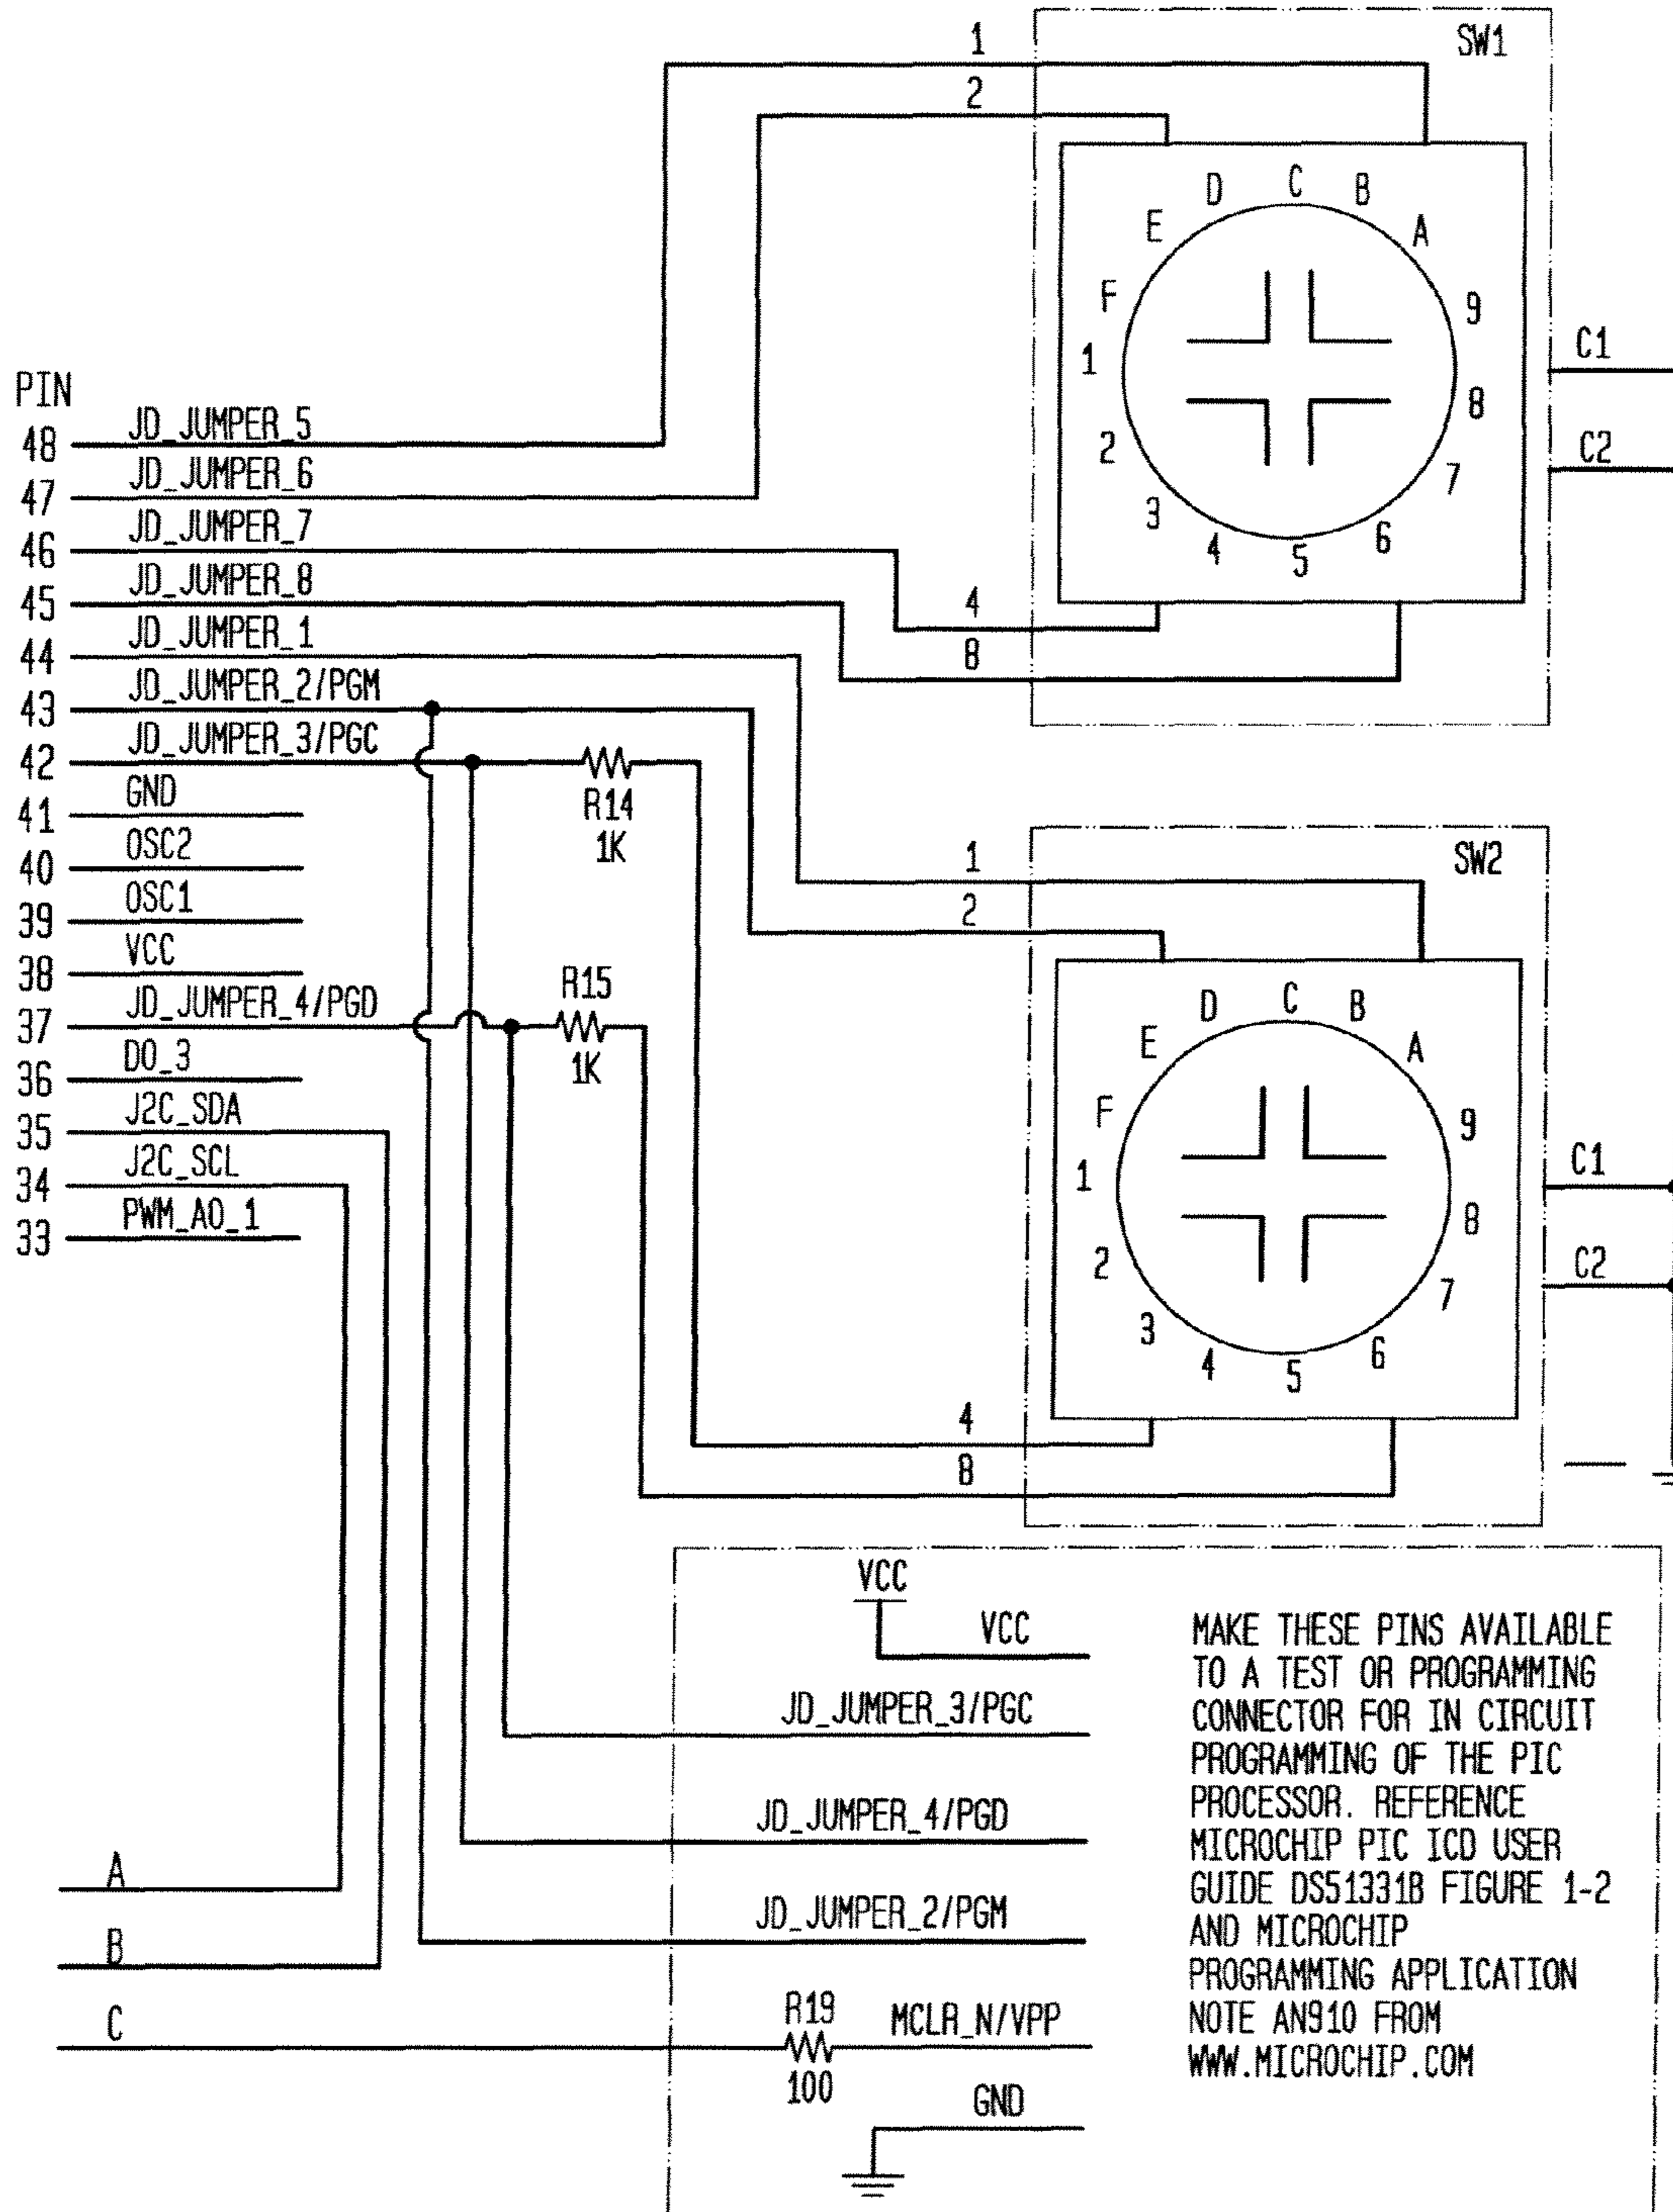 1
SW1
2
D C B
E A
F 9
1 8
2 7
3 6
4 5
C1
C2
PIN
48 JD_JUMPER_5
47 JD_JUMPER_6
46 JD_JUMPER_7
45 JD_JUMPER_8
44 JD_JUMPER_1
43 JD_JUMPER_2/PGM
42 JD_JUMPER_3/PGC
41 GND
40 OSC2
39 OSC1
38 VCC
37 JD_JUMPER_4/PGD
36 DO_3
35 J2C_SDA
34 J2C_SCL
33 PWM_AO_1
4
8
R14
1K
R15
1K
1
SW2
2
D C B
E A
F 9
1 8
2 7
3 6
4 5
C1
C2
4
8
VCC
VCC
JD_JUMPER_3/PGC
JD_JUMPER_4/PGD
JD_JUMPER_2/PGM
A
B
C
R19
100
MCLR_N/VPP
GND
MAKE THESE PINS AVAILABLE
TO A TEST OR PROGRAMMING
CONNECTOR FOR IN CIRCUIT
PROGRAMMING OF THE PIC
PROCESSOR. REFERENCE
MICROCHIP PIC ICD USER
GUIDE DS51331B FIGURE 1-2
AND MICROCHIP
PROGRAMMING APPLICATION
NOTE AN910 FROM
WWW.MICROCHIP.COM